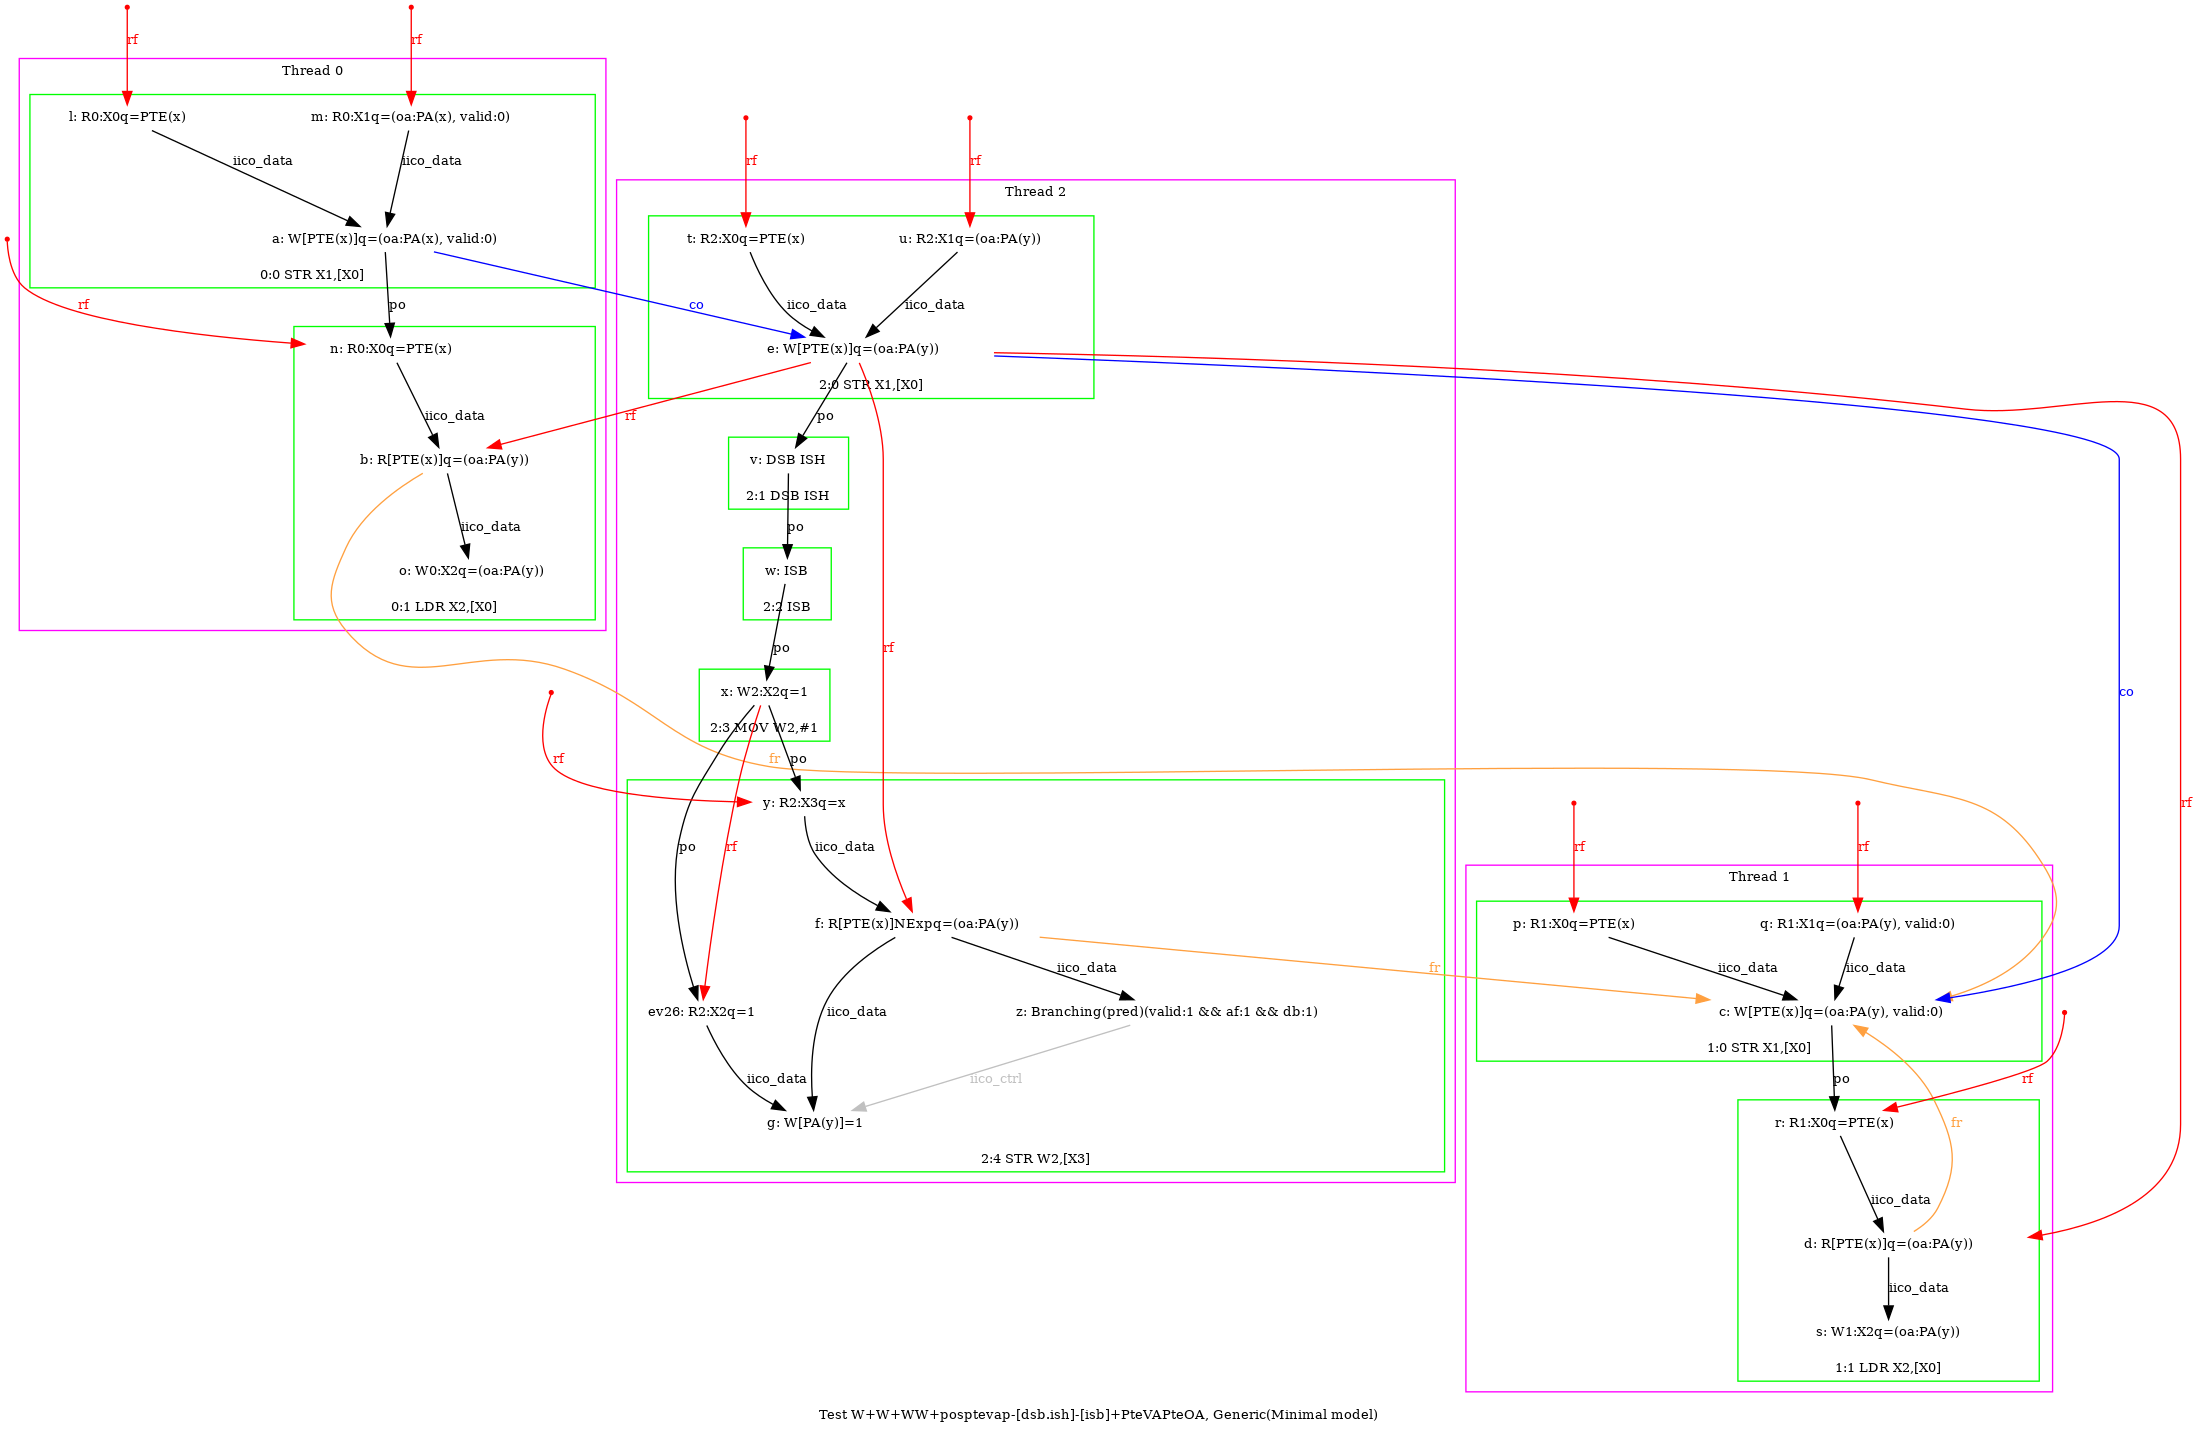 rf
rf
Thread 0
l: R0:X0q=PTE(x)
m: R0:X1q=(oa:PA(x), valid:0)
iico_data
iico_data
a: W[PTE(x)]q=(oa:PA(x), valid:0)
0:0 STR X1,[X0]
rf
po
n: R0:X0q=PTE(x)
iico_data
b: R[PTE(x)]q=(oa:PA(y))
iico_data
o: W0:X2q=(oa:PA(y))
0:1 LDR X2,[X0]
rf
rf
Thread 2
t: R2:X0q=PTE(x)
u: R2:X1q=(oa:PA(y))
co
iico_data
iico_data
e: W[PTE(x)]q=(oa:PA(y))
2:0 STR X1,[X0]
rf
po
v: DSB ISH
2:1 DSB ISH
po
w: ISB
2:2 ISB
po
rf
x: W2:X2q=1
2:3 MOV W2,#1
rf
fr
po
y: R2:X3q=x
po
rf
iico_data
f: R[PTE(x)]NExpq=(oa:PA(y))
iico_data
fr
ev26: R2:X2q=1
iico_data
z: Branching(pred)(valid:1 && af:1 && db:1)
iico_data
iico_ctrl
g: W[PA(y)]=1
2:4 STR W2,[X3]
co
rf
rf
rf
Thread 1
p: R1:X0q=PTE(x)
q: R1:X1q=(oa:PA(y), valid:0)
iico_data
iico_data
c: W[PTE(x)]q=(oa:PA(y), valid:0)
1:0 STR X1,[X0]
po
rf
r: R1:X0q=PTE(x)
fr
iico_data
d: R[PTE(x)]q=(oa:PA(y))
iico_data
s: W1:X2q=(oa:PA(y))
1:1 LDR X2,[X0]
Test W+W+WW+posptevap-[dsb.ish]-[isb]+PteVAPteOA, Generic(Minimal model)